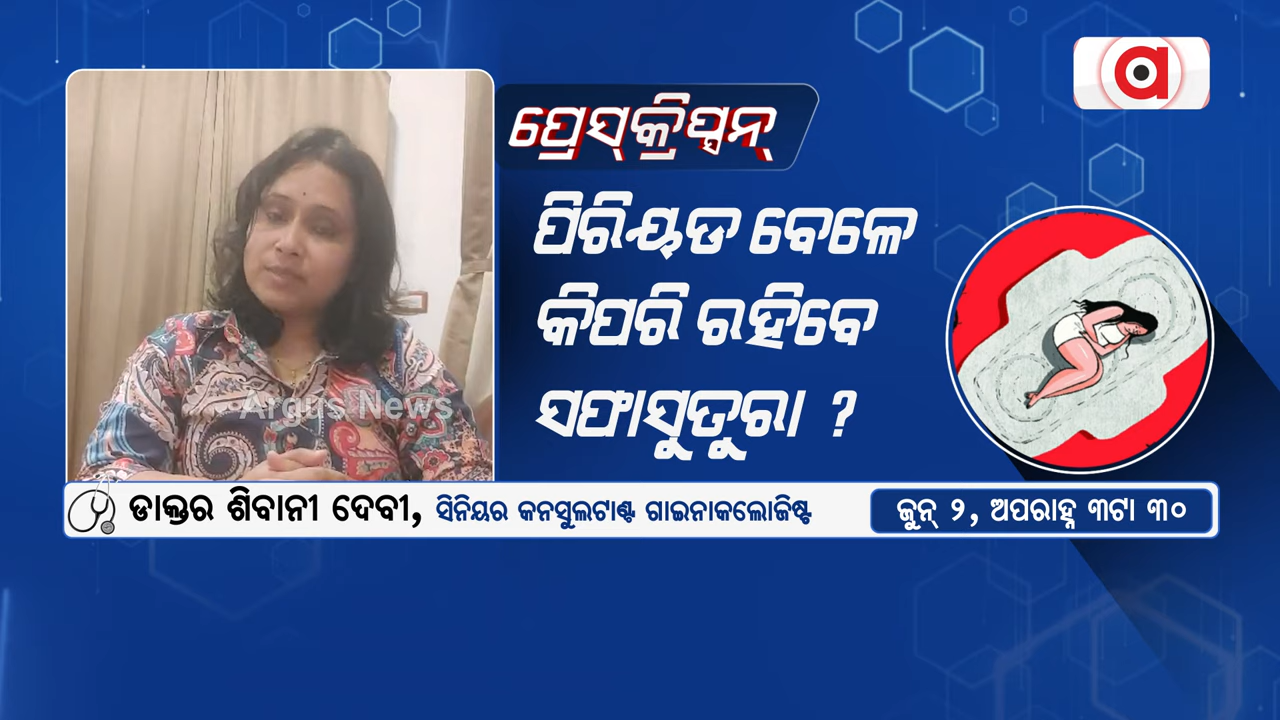 ପ୍ରେସ୍‌କ୍ରିପ୍ସନ୍
ପିରିୟଡ ବେଳେ
କିପରି ରହିବେ
ସଫାସୁତୁରା ?
Argus News
ଡାକ୍ତର ଶିବାନୀ ଦେବୀ, ସିନିୟର କନସୁଲଟାଣ୍ଟ ଗାଇନାକଲୋଜିଷ୍ଟ
ଜୁନ୍ ୨, ଅପରାହ୍ନ ୩ଟା ୩୦